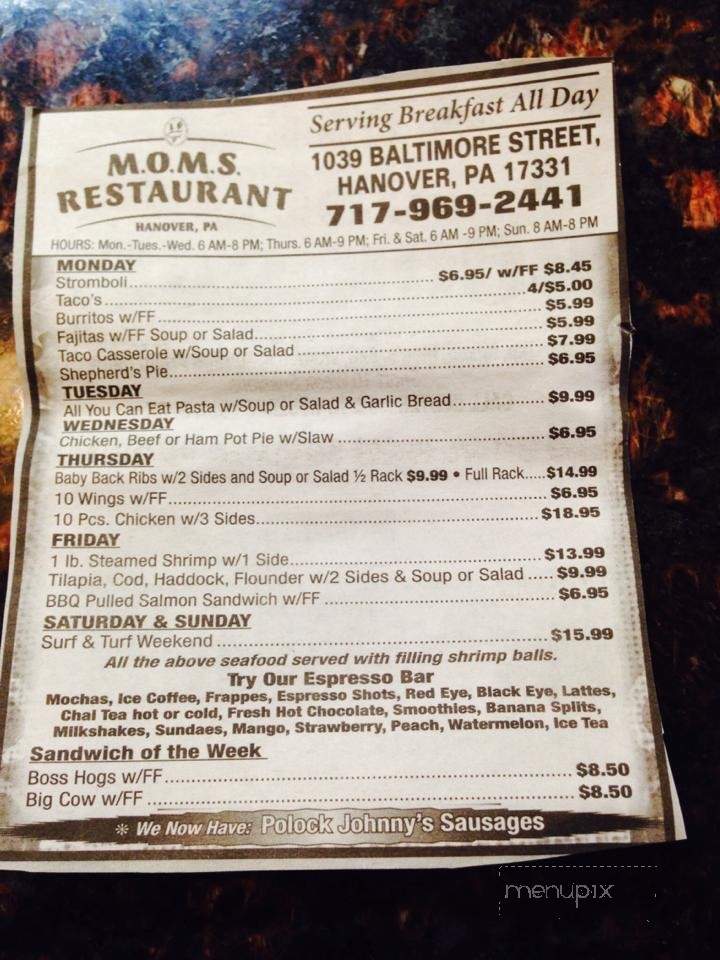 M.O.M.S.
RESTAURANT
HANOVER, PA
Serving Breakfast All Day
1039 BALTIMORE STREET,
HANOVER, PA 17331
717-969-2441
HOURS: Mon.-Tues.-Wed. 6 AM-8 PM; Thurs. 6 AM-9 PM; Fri. & Sat. 6 AM -9 PM; Sun. 8 AM-8 PM
MONDAY
Stromboli.......................................................... $6.95/ w/FF $8.45
Taco's.......................................................................4/$5.00
Burritos w/FF.................................................................. $5.99
Fajitas w/FF Soup or Salad.................................................. $5.99
Taco Casserole w/Soup or Salad .......................................... $7.99
Shepherd's Pie................................................................ $6.95
TUESDAY
All You Can Eat Pasta w/Soup or Salad & Garlic Bread................ $9.99
WEDNESDAY
Chicken, Beef or Ham Pot Pie w/Slaw .................................... $6.95
THURSDAY
Baby Back Ribs w/2 Sides and Soup or Salad ½ Rack $9.99 • Full Rack.....$14.99
10 Wings w/FF................................................................. $6.95
10 Pcs. Chicken w/3 Sides.................................................. $18.95
FRIDAY
1 lb. Steamed Shrimp w/1 Side............................................. $13.99
Tilapia, Cod, Haddock, Flounder w/2 Sides & Soup or Salad ..... $9.99
BBQ Pulled Salmon Sandwich w/FF ....................................... $6.95
SATURDAY & SUNDAY
Surf & Turf Weekend ......................................................... $15.99
All the above seafood served with filling shrimp balls.
Try Our Espresso Bar
Mochas, Ice Coffee, Frappes, Espresso Shots, Red Eye, Black Eye, Lattes,
Chai Tea hot or cold, Fresh Hot Chocolate, Smoothies, Banana Splits,
Milkshakes, Sundaes, Mango, Strawberry, Peach, Watermelon, Ice Tea
Sandwich of the Week
Boss Hogs w/FF................................................................... $8.50
Big Cow w/FF ...................................................................... $8.50
※ We Now Have: Polock Johnny's Sausages
menupix